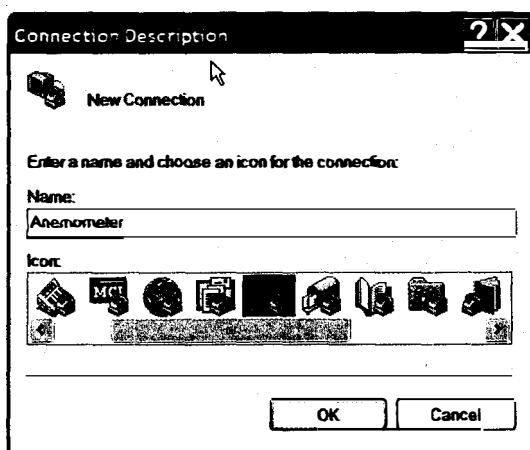 Connection Description
New Connection
Enter a name and choose an icon for the connection:
Name:
Anemometer
Icon:
MCI
OK Cancel